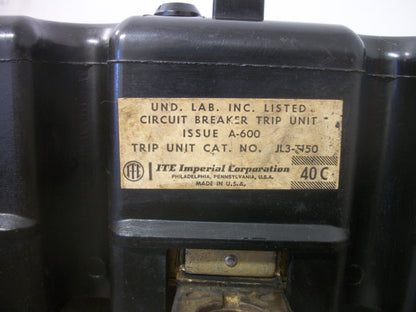 UND. LAB. INC. LISTED
CIRCUIT BREAKER TRIP UNIT
ISSUE A-600
TRIP UNIT CAT. NO. JL3-
ITE ITE Imperial Corporation
PHILADELPHIA, PENNSYLVANIA, U.S.A.
MADE IN U.S.A.
40 C